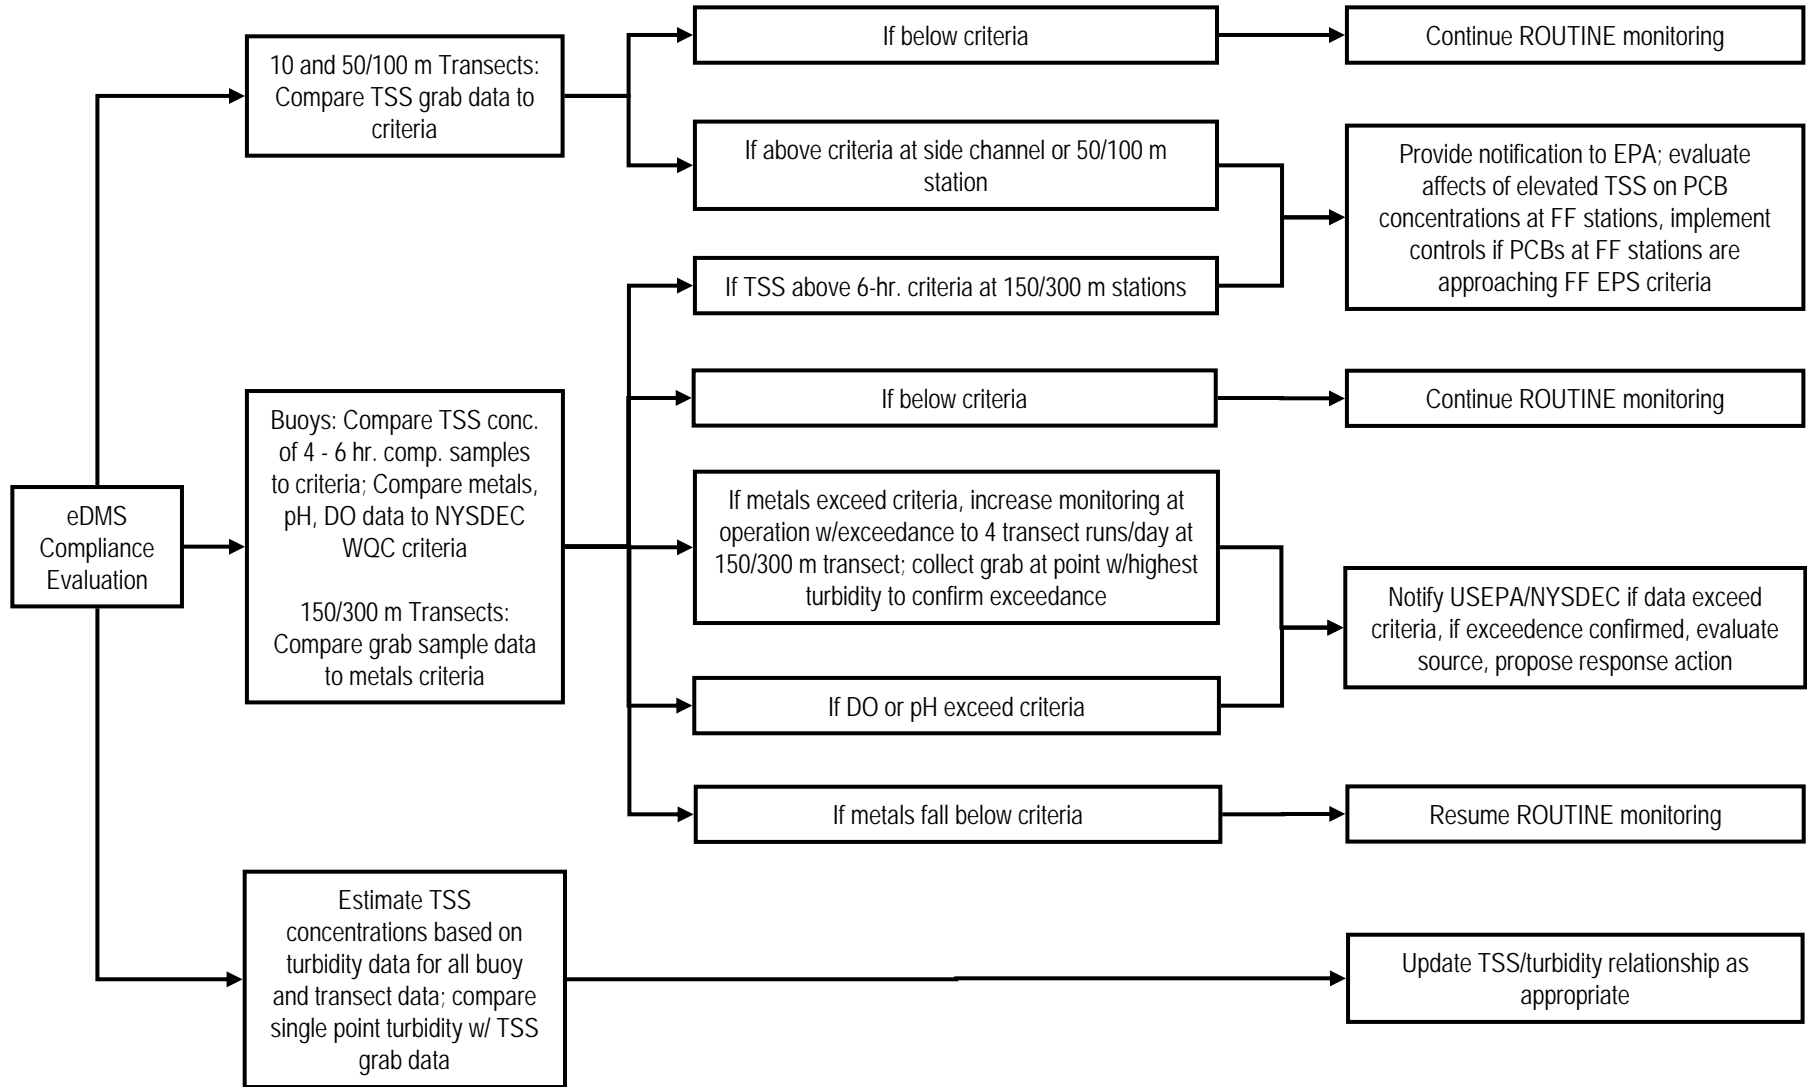 If below criteria
Continue ROUTINE monitoring
10 and 50/100 m Transects:
Compare TSS grab data to
criteria
If above criteria at side channel or 50/100 m
station
Provide notification to EPA; evaluate
affects of elevated TSS on PCB
concentrations at FF stations, implement
controls if PCBs at FF stations are
approaching FF EPS criteria
If TSS above 6-hr. criteria at 150/300 m stations
If below criteria
Continue ROUTINE monitoring
eDMS
Compliance
Evaluation
Buoys: Compare TSS conc.
of 4 - 6 hr. comp. samples
to criteria; Compare metals,
pH, DO data to NYSDEC
WQC criteria
150/300 m Transects:
Compare grab sample data
to metals criteria
If metals exceed criteria, increase monitoring at
operation w/exceedance to 4 transect runs/day at
150/300 m transect; collect grab at point w/highest
turbidity to confirm exceedance
Notify USEPA/NYSDEC if data exceed
criteria, if exceedence confirmed, evaluate
source, propose response action
If DO or pH exceed criteria
If metals fall below criteria
Resume ROUTINE monitoring
Estimate TSS
concentrations based on
turbidity data for all buoy
and transect data; compare
single point turbidity w/ TSS
grab data
Update TSS/turbidity relationship as
appropriate